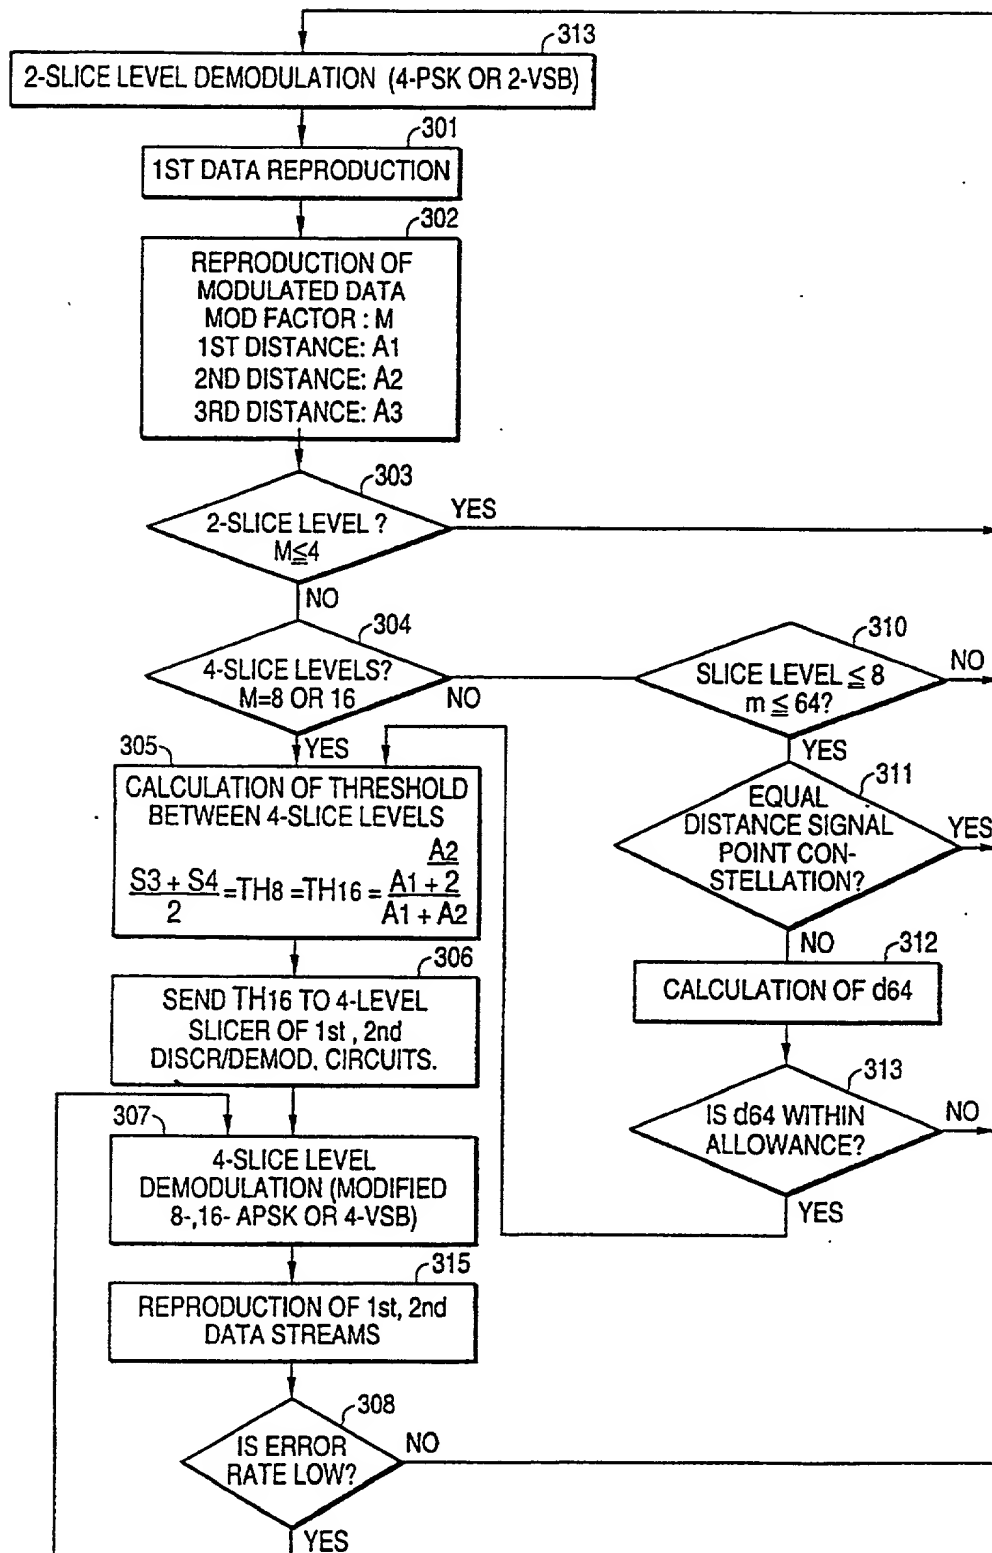 313
2-SLICE LEVEL DEMODULATION (4-PSK OR 2-VSB)
301
1ST DATA REPRODUCTION
302
REPRODUCTION OF
MODULATED DATA
MOD FACTOR : M
1ST DISTANCE: A1
2ND DISTANCE: A2
3RD DISTANCE: A3
303
2-SLICE LEVEL ?
M≦4
YES
NO
304
4-SLICE LEVELS?
M=8 OR 16
NO
YES
310
SLICE LEVEL ≦ 8
m ≦ 64?
NO
YES
305
CALCULATION OF THRESHOLD
BETWEEN 4-SLICE LEVELS
A2
S3 + S4 A1 + 2
=TH8 =TH16 =
2 A1 + A2
311
EQUAL
DISTANCE SIGNAL
POINT CON-
STELLATION?
YES
NO
306
SEND TH16 TO 4-LEVEL
SLICER OF 1st , 2nd
DISCR/DEMOD. CIRCUITS.
312
CALCULATION OF d64
313
IS d64 WITHIN
ALLOWANCE?
NO
YES
307
4-SLICE LEVEL
DEMODULATION (MODIFIED
8-,16- APSK OR 4-VSB)
315
REPRODUCTION OF 1st, 2nd
DATA STREAMS
308
IS ERROR
RATE LOW?
NO
YES